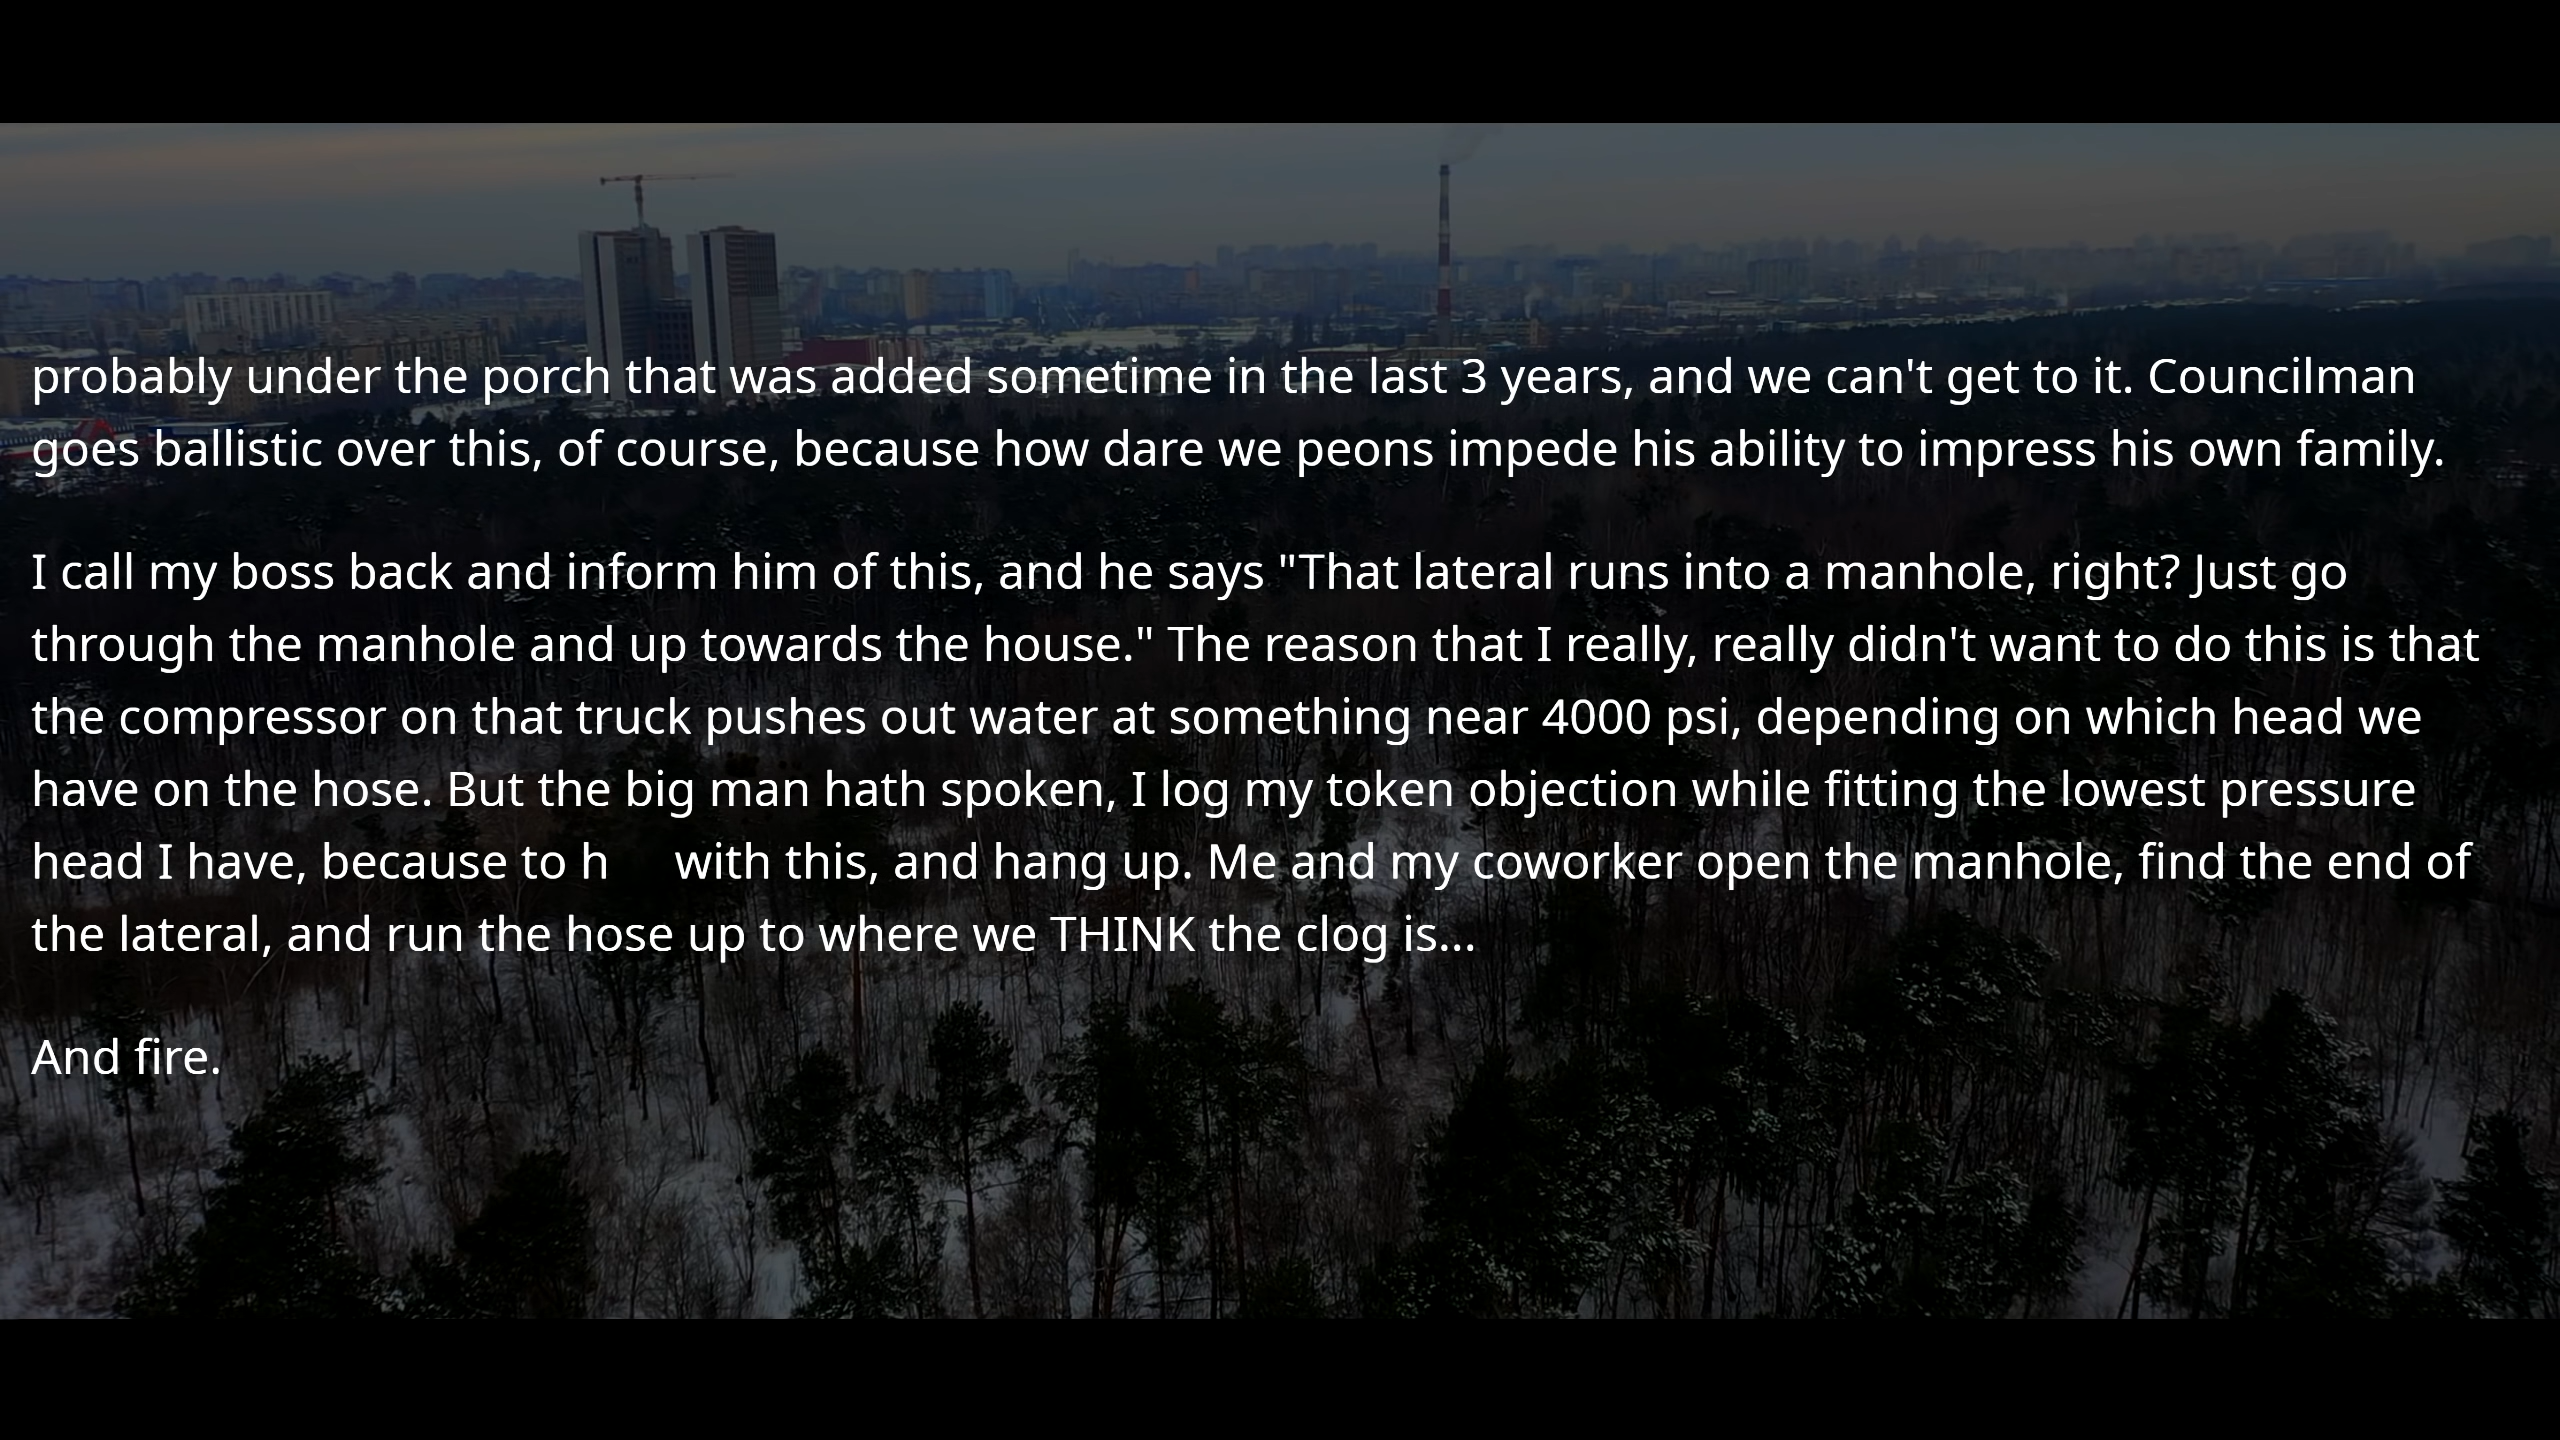 probably under the porch that was added sometime in the last 3 years, and we can't get to it. Councilman
goes ballistic over this, of course, because how dare we peons impede his ability to impress his own family.
I call my boss back and inform him of this, and he says "That lateral runs into a manhole, right? Just go
through the manhole and up towards the house." The reason that I really, really didn't want to do this is that
the compressor on that truck pushes out water at something near 4000 psi, depending on which head we
have on the hose. But the big man hath spoken, I log my token objection while fitting the lowest pressure
head I have, because to h with this, and hang up. Me and my coworker open the manhole, find the end of
the lateral, and run the hose up to where we THINK the clog is...
And fire.